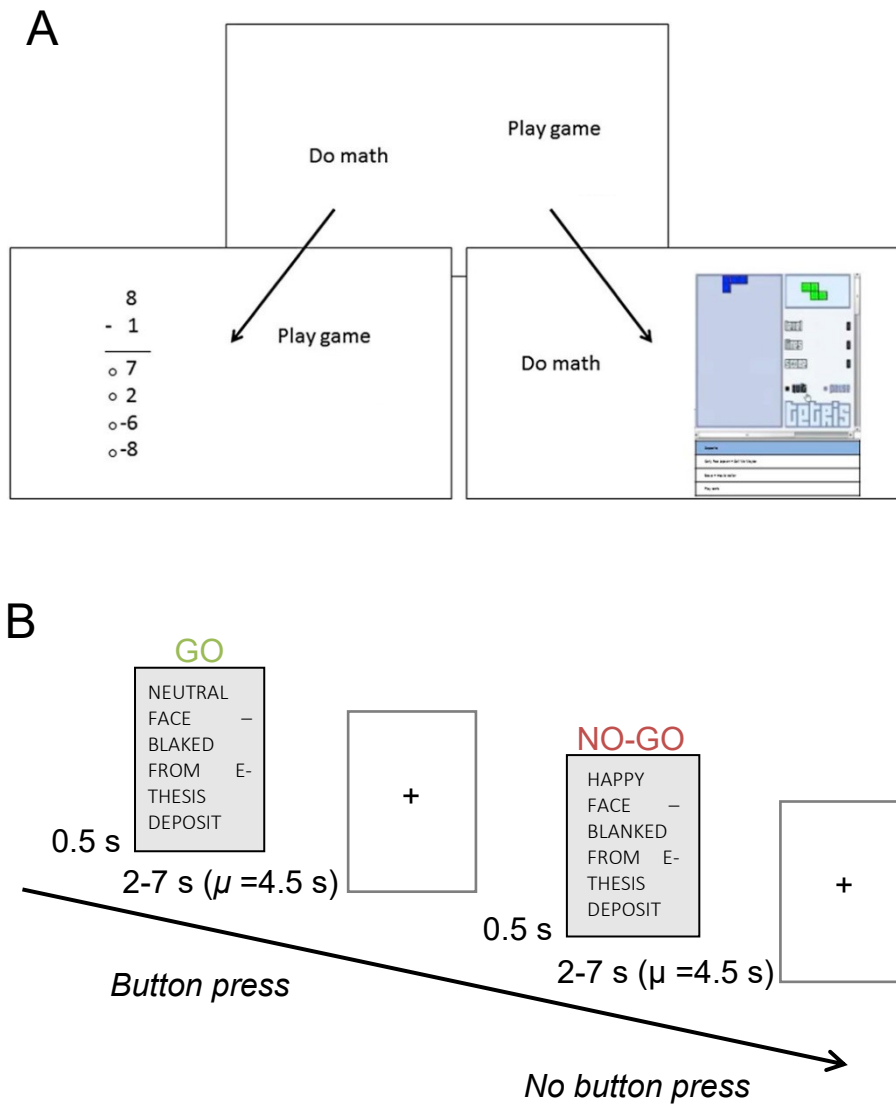 A
Play game
Do math
8
- 1
7
2
-6
-8
Play game
Do math
tetris
B
GO
NEUTRAL
FACE –
BLAKED
FROM E-
THESIS
DEPOSIT
+
0.5 s
2-7 s (μ =4.5 s)
NO-GO
HAPPY
FACE –
BLANKED
FROM E-
THESIS
DEPOSIT
+
0.5 s
2-7 s (μ =4.5 s)
Button press
No button press